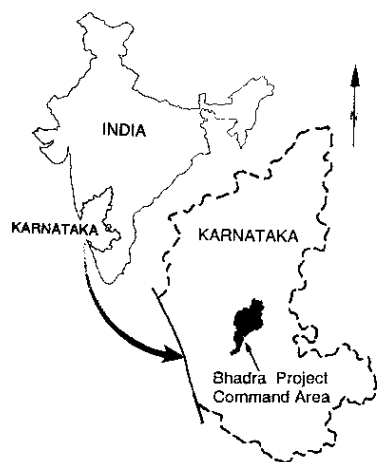 INDIA
N
KARNATAKA
KARNATAKA
Bhadra Project
Command Area